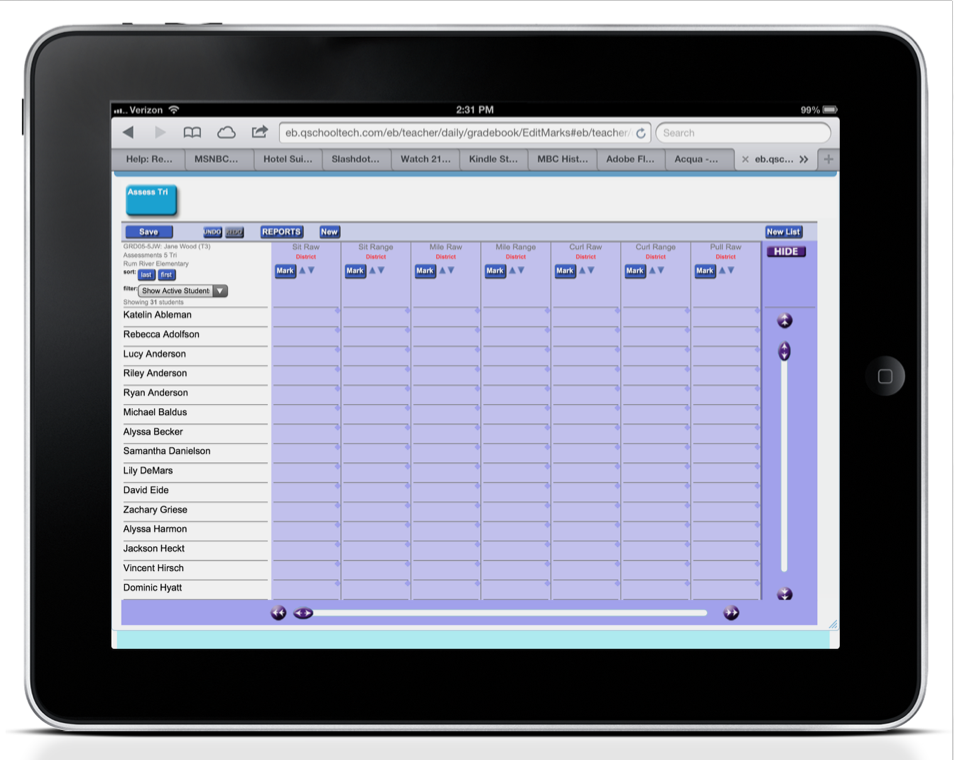 Verizon 2:31 PM 99%
eb.qschooltech.com/eb/teacher/daily/gradebook/EditMarks#eb/teacher/ Search
Help: Re... MSNBC... Hotel Sui... Slashdot... Watch 21... Kindle St... MBC Hist... Adobe Fl... Acqua -... eb.qsc...
Assess Tri
Save UNDO REPORTS New New List
GRD05-5JW: Jane Wood (T3) Sit Raw Sit Range Mile Raw Mile Range Curl Raw Curl Range Pull Raw HIDE
Assessments 5 Tri District District District District District District District
Rum River Elementary
sort: last first Mark Mark Mark Mark Mark Mark Mark
filter: Show Active Student
Showing 31 students
Katelin Ableman
Rebecca Adolfson
Lucy Anderson
Riley Anderson
Ryan Anderson
Michael Baldus
Alyssa Becker
Samantha Danielson
Lily DeMars
David Eide
Zachary Griese
Alyssa Harmon
Jackson Heckt
Vincent Hirsch
Dominic Hyatt